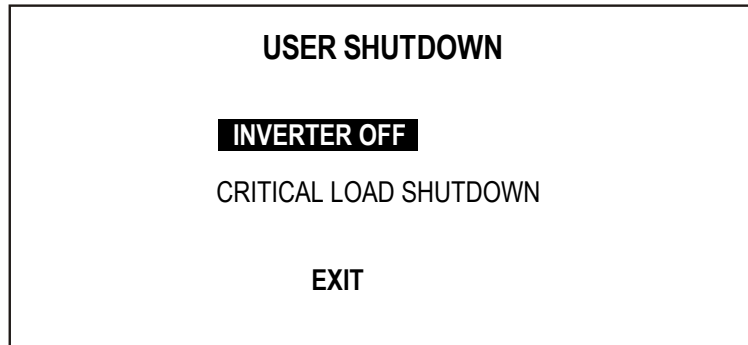 USER SHUTDOWN
INVERTER OFF
CRITICAL LOAD SHUTDOWN
EXIT